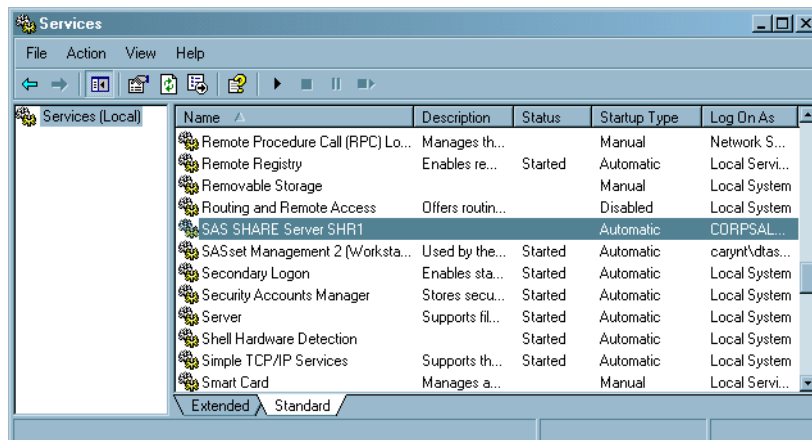 Services
File Action View Help
Services (Local)
Name Description Status Startup Type Log On As
Remote Procedure Call (RPC) Lo... Manages th... Manual Network S...
Remote Registry Enables re... Started Automatic Local Servi...
Removable Storage Manual Local System
Routing and Remote Access Offers routin... Disabled Local System
SAS SHARE Server SHR1 Automatic CORPSAL...
SASset Management 2 (Worksta... Used by the... Started Automatic carynt\dtas...
Secondary Logon Enables sta... Started Automatic Local System
Security Accounts Manager Stores secu... Started Automatic Local System
Server Supports fil... Started Automatic Local System
Shell Hardware Detection Started Automatic Local System
Simple TCP/IP Services Supports th... Started Automatic Local System
Smart Card Manages a... Manual Local Servi...
Extended Standard